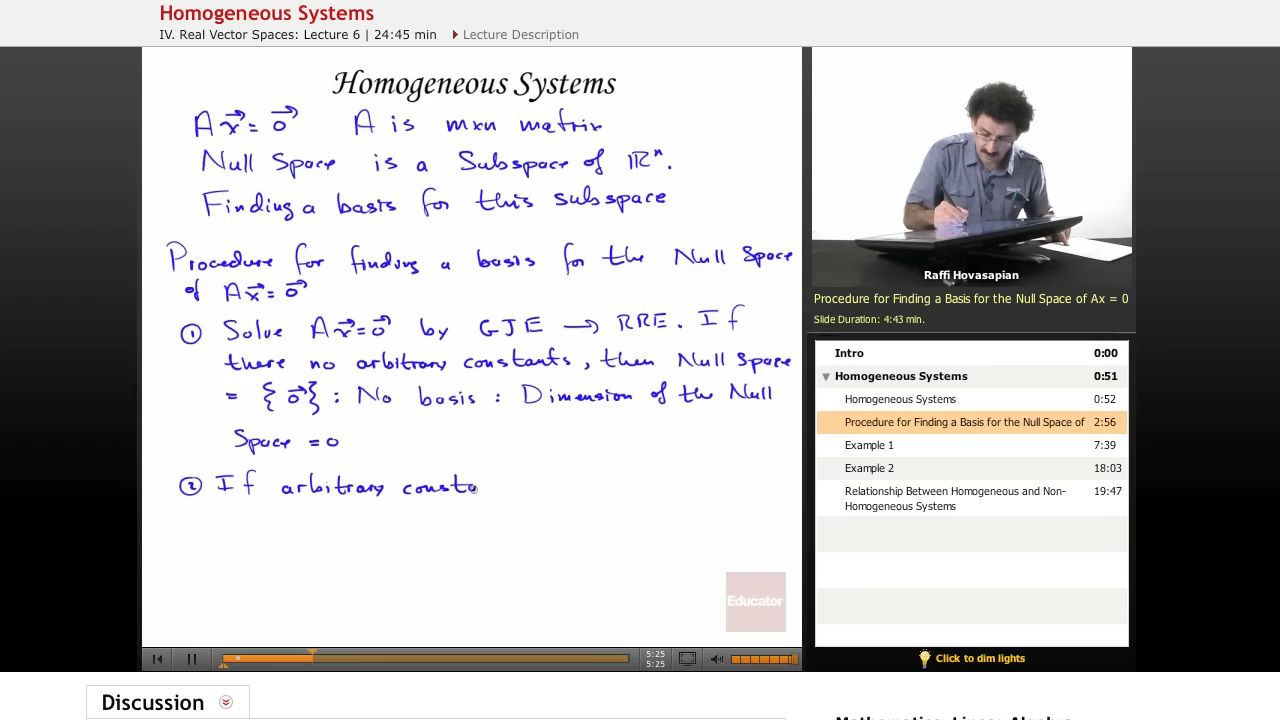 Homogeneous Systems
IV. Real Vector Spaces: Lecture 6 | 24:45 min Lecture Description
Homogeneous Systems
Ax⃗ = 0⃗ A is mxn matrix
Null Space is a Subspace of ℝⁿ.
Finding a basis for this subspace
Procedure for finding a basis for the Null Space
of Ax⃗ = 0⃗
① Solve Ax⃗ = 0⃗ by GJE → RRE. If
there no arbitrary constants, then Null Space
= {0⃗} : No basis : Dimension of the Null
Space = 0
② If arbitrary consta
Educator
5:25
5:25
Raffi Hovasapian
Procedure for Finding a Basis for the Null Space of Ax = 0
Slide Duration: 4:43 min.
Intro 0:00
Homogeneous Systems 0:51
Homogeneous Systems 0:52
Procedure for Finding a Basis for the Null Space of 2:56
Example 1 7:39
Example 2 18:03
Relationship Between Homogeneous and Non- 19:47
Homogeneous Systems
Click to dim lights
Discussion
Mathematics: Linear Algebra